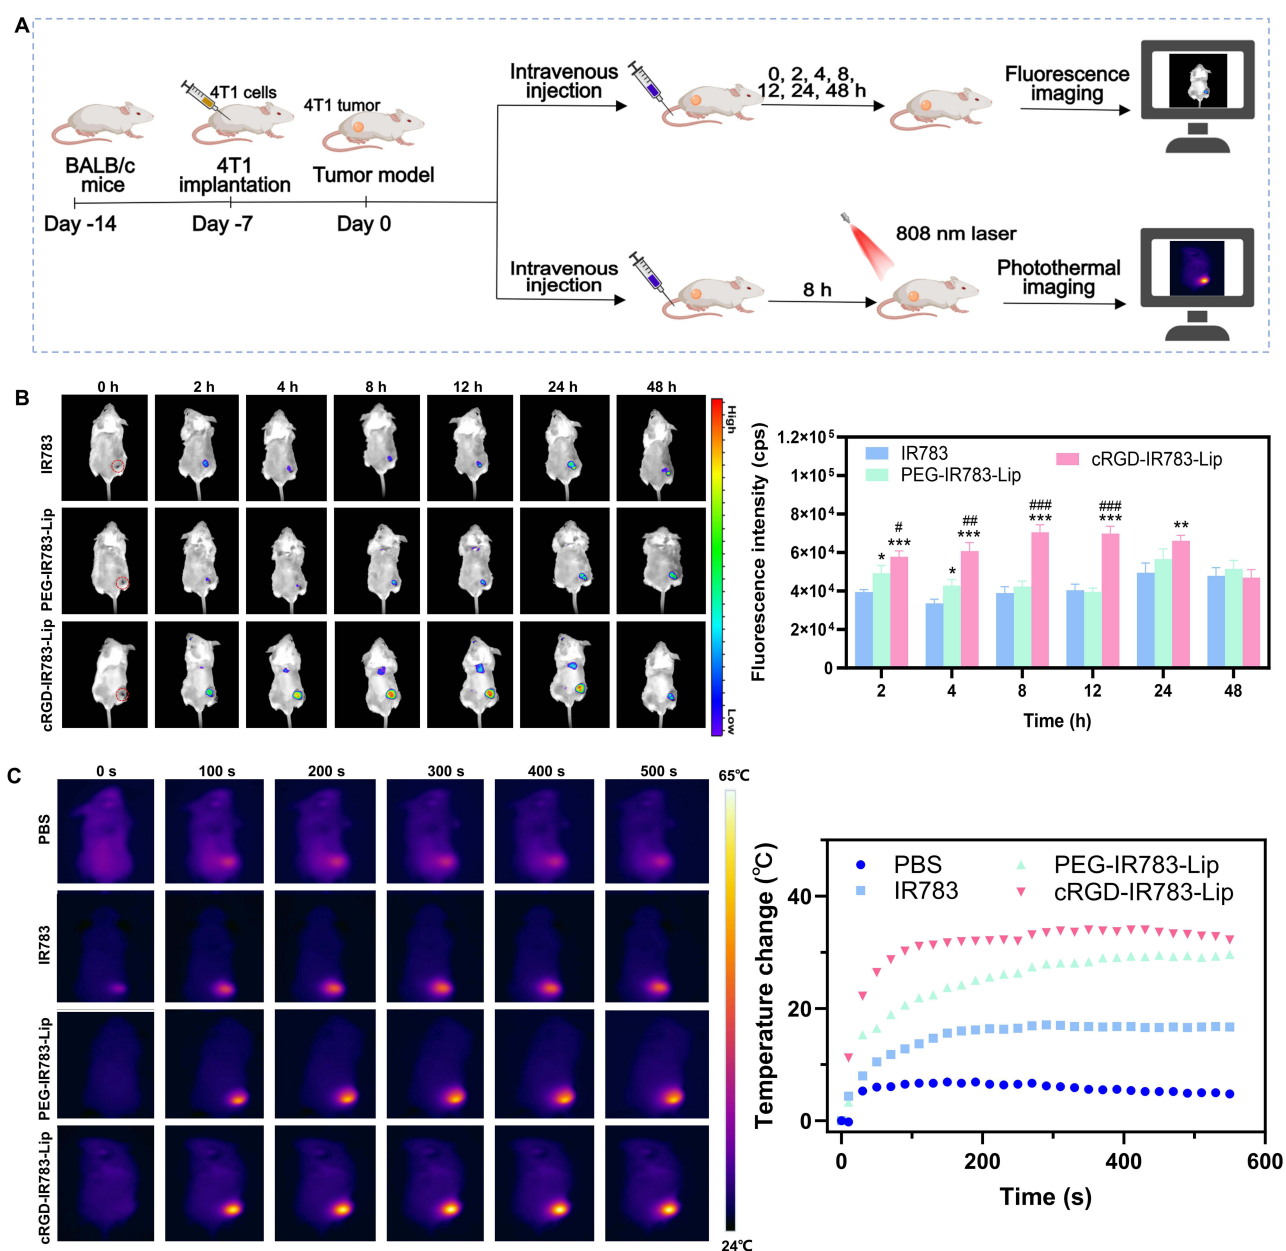 A
4T1 cells
4T1 tumor
BALB/c
mice
4T1
implantation
Tumor model
Day -14
Day -7
Day 0
Intravenous
injection
0, 2, 4, 8,
12, 24, 48 h
Fluorescence
imaging
Intravenous
injection
8 h
808 nm laser
Photothermal
imaging
B
0 h
2 h
4 h
8 h
12 h
24 h
48 h
IR783
PEG-IR783-Lip
cRGD-IR783-Lip
High
Low
Fluorescence intensity (cps)
1.2×10⁵
1×10⁵
8×10⁴
6×10⁴
4×10⁴
2×10⁴
0
IR783
PEG-IR783-Lip
cRGD-IR783-Lip
*
#
***
*
##
***
###
***
###
***
**
2
4
8
12
24
48
Time (h)
C
0 s
100 s
200 s
300 s
400 s
500 s
PBS
IR783
PEG-IR783-Lip
cRGD-IR783-Lip
65℃
24℃
Temperature change (℃)
40
20
0
PBS
IR783
PEG-IR783-Lip
cRGD-IR783-Lip
0
200
400
600
Time (s)